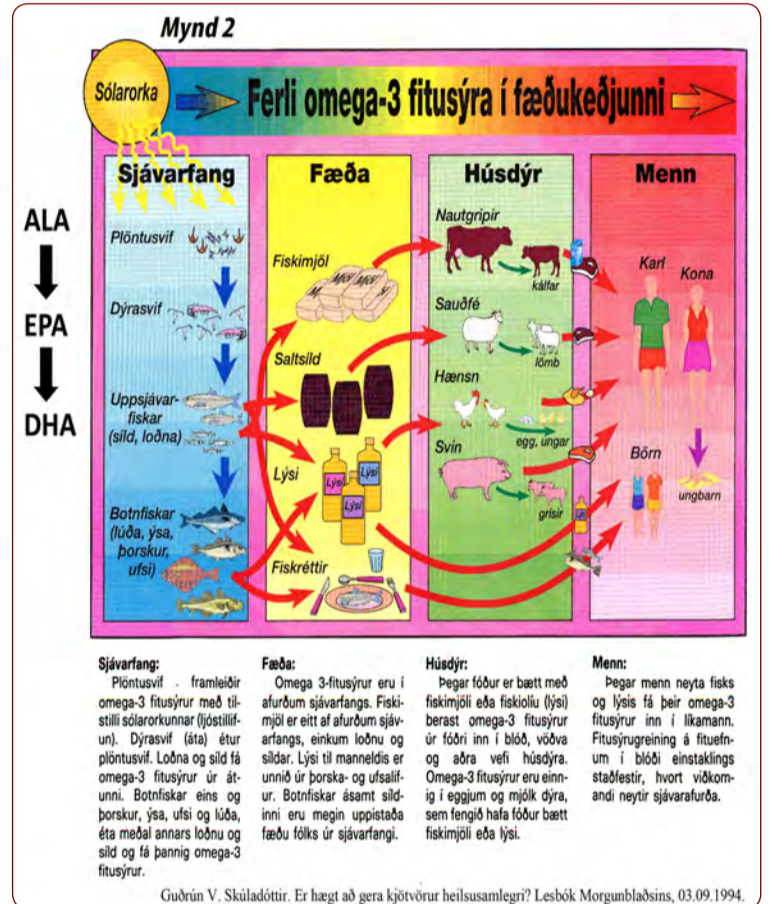 Mynd 2
Sólarorka
Ferli omega-3 fitusýra í fæðukeðjunni
ALA
EPA
DHA
Sjávarfang
Plöntusvif
Dýrasvif
Uppsjávar-
fiskar
(síld, loðna)
Botnfiskar
(lúða, ýsa,
þorskur,
ufsi)
Fæða
Fiskimjöl
Mjöl
Saltsíld
Lýsi
Lýsi
Lýsi
Lýsi
Fiskréttir
Húsdýr
Nautgripir
kálfar
Sauðfé
lömb
Hænsn
egg, ungar
Svín
grísir
Menn
Karl
Kona
Börn
ungbarn
Sjávarfang:
Plöntusvif framleiðir
omega-3 fitusýrur með til-
stilli sólarorkunnar (ljóstillíf-
un). Dýrasvif (áta) étur
plöntusvif. Loðna og síld fá
omega-3 fitusýrur úr át-
unni. Botnfiskar eins og
þorskur, ýsa, ufsi og lúða,
éta meðal annars loðnu og
síld og fá þannig omega-3
fitusýrur.
Fæða:
Omega 3-fitusýrur eru í
afurðum sjávarfangs. Fiski-
mjöl er eitt af afurðum sjáv-
arfangs, einkum loðnu og
síldar. Lýsi til manneldis er
unnið úr þorska- og ufsalif-
ur. Botnfiskar ásamt síld-
inni eru megin uppistaða
fæðu fólks úr sjávarfangi.
Húsdýr:
Þegar fóður er bætt með
fiskimjöli eða fiskiolíu (lýsi)
berast omega-3 fitusýrur
úr fóðri inn í blóð, vöðva
og aðra vefi húsdýra.
Omega-3 fitusýrur eru einn-
ig í eggjum og mjólk dýra,
sem fengið hafa fóður bætt
fiskimjöli eða lýsi.
Menn:
Þegar menn neyta fisks
og lýsis fá þeir omega-3
fitusýrur inn í líkamann.
Fitusýrugreining á fituefn-
um í blóði einstaklings
staðfestir, hvort viðkom-
andi neytir sjávarafurða.
Guðrún V. Skúladóttir. Er hægt að gera kjötvörur heilsusamlegri? Lesbók Morgunblaðsins, 03.09.1994.